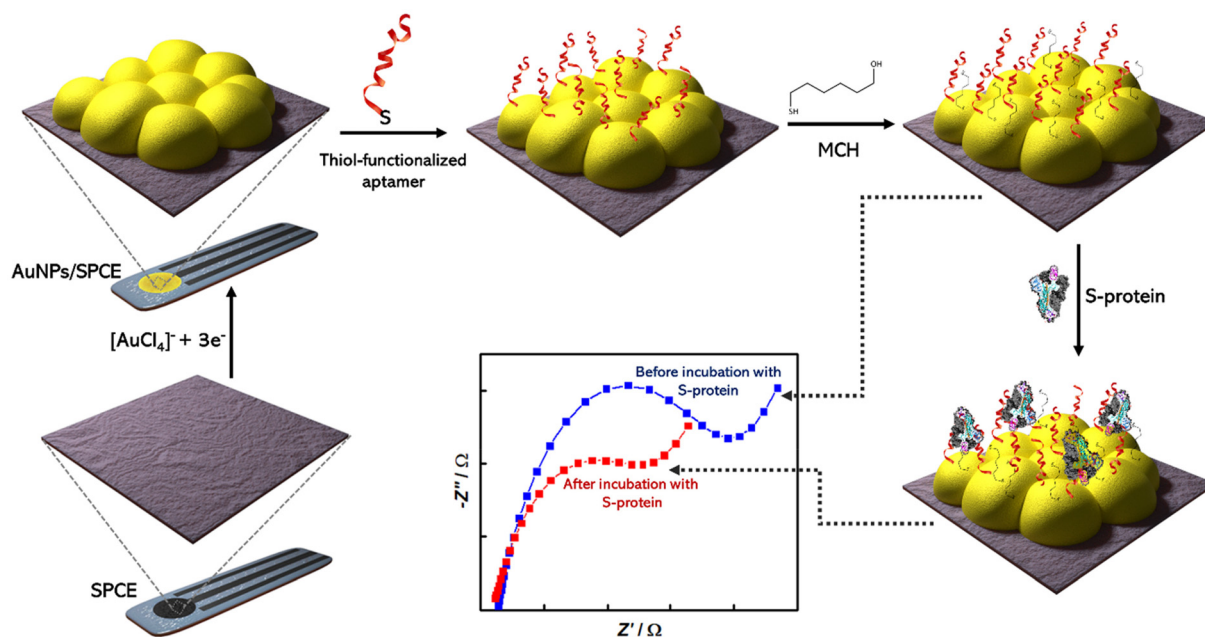 S
Thiol-functionalized
aptamer
OH
SH
MCH
AuNPs/SPCE
[AuCl₄]⁻ + 3e⁻
SPCE
S-protein
Before incubation with
S-protein
After incubation with
S-protein
-Z″ / Ω
Z′ / Ω